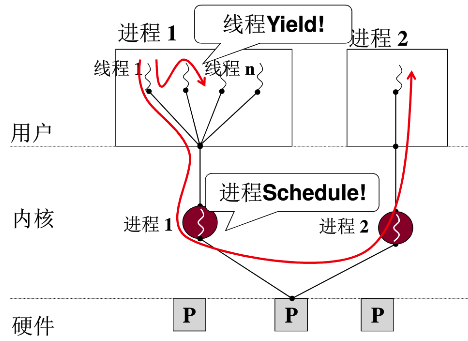 进程 1
线程Yield!
进程 2
线程 1
线程 n
用户
进程Schedule!
内核
进程 1
进程 2
P
P
P
硬件